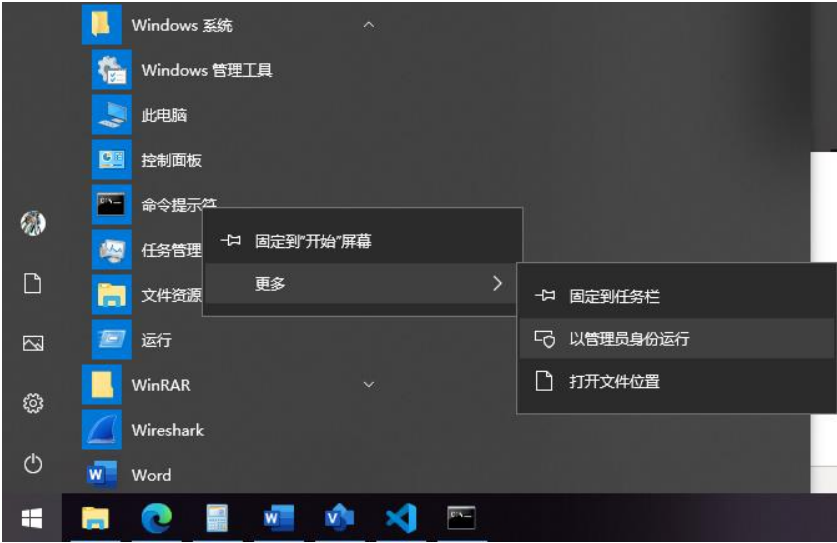 Windows 系统
Windows 管理工具
此电脑
控制面板
命令提示符
任务管理
文件资源
运行
WinRAR
Wireshark
Word
固定到"开始"屏幕
更多
固定到任务栏
以管理员身份运行
打开文件位置